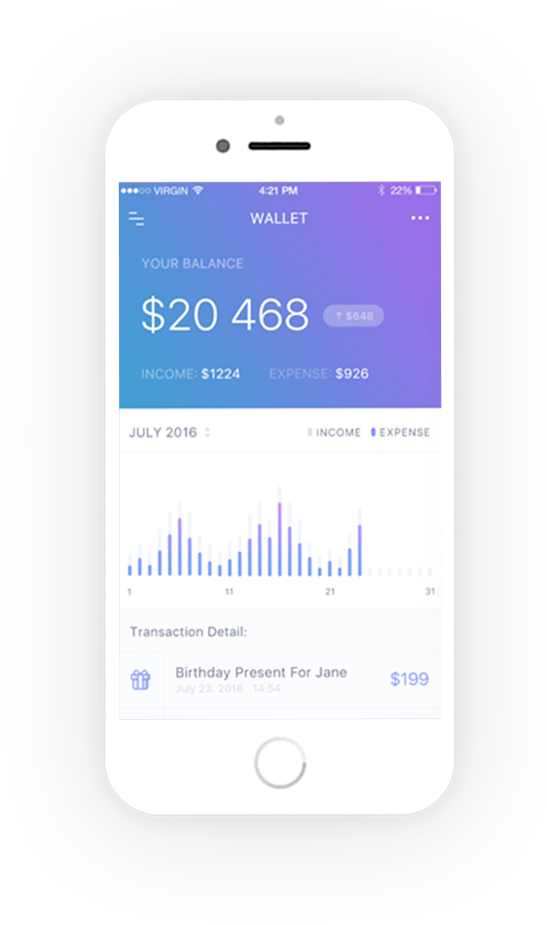 VIRGIN 4:21 PM 22%
WALLET
YOUR BALANCE
$20 468 ↑ $648
INCOME: $1224 EXPENSE: $926
JULY 2016 INCOME EXPENSE
1 11 21 31
Transaction Detail:
Birthday Present For Jane $199
July 23. 2016 14:54